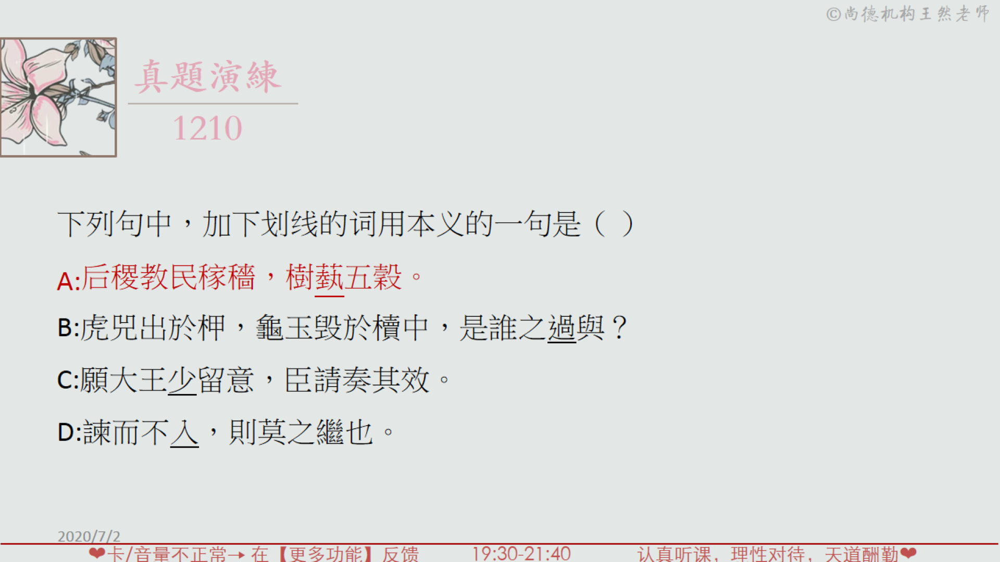 ©尚德机构王然老师
真題演練
1210
下列句中，加下划线的词用本义的一句是（ ）
A:后稷教民稼穡，樹蓺五穀。
B:虎兕出於柙，龜玉毀於櫝中，是誰之過與？
C:願大王少留意，臣請奏其效。
D:諫而不入，則莫之繼也。
2020/7/2
❤卡/音量不正常→ 在【更多功能】反馈 19:30-21:40 认真听课，理性对待，天道酬勤❤